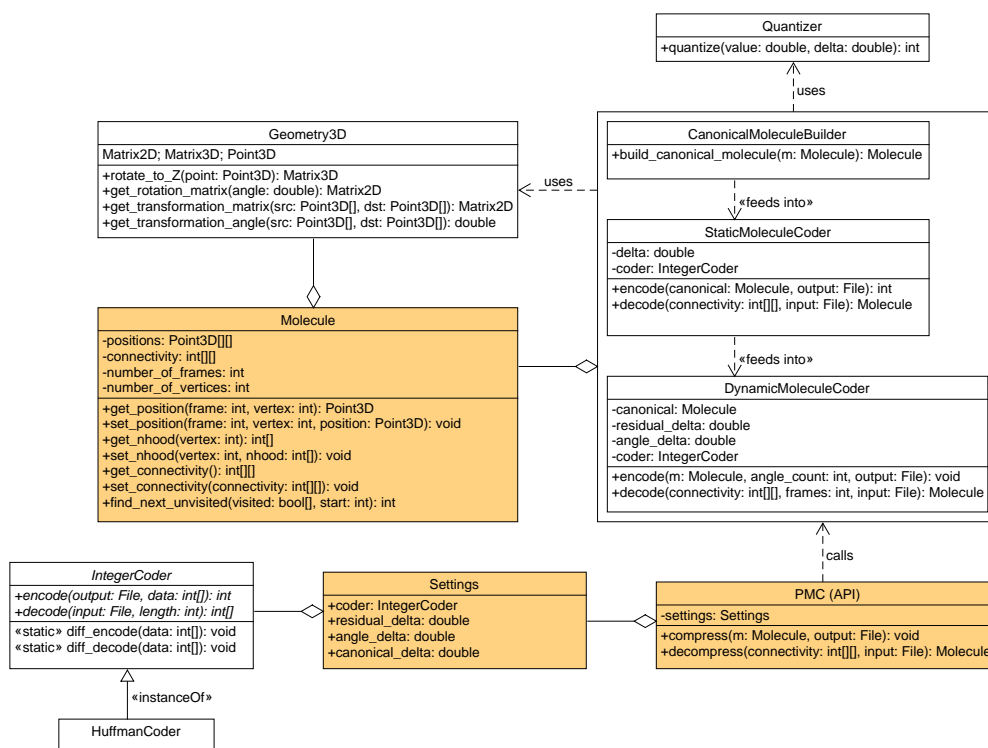 Quantizer
+quantize(value: double, delta: double): int
uses
CanonicalMoleculeBuilder
+build_canonical_molecule(m: Molecule): Molecule
«feeds into»
StaticMoleculeCoder
-delta: double
-coder: IntegerCoder
+encode(canonical: Molecule, output: File): int
+decode(connectivity: int[][], input: File): Molecule
«feeds into»
DynamicMoleculeCoder
-canonical: Molecule
-residual_delta: double
-angle_delta: double
-coder: IntegerCoder
+encode(m: Molecule, angle_count: int, output: File): void
+decode(connectivity: int[][], frames: int, input: File): Molecule
uses
Geometry3D
Matrix2D; Matrix3D; Point3D
+rotate_to_Z(point: Point3D): Matrix3D
+get_rotation_matrix(angle: double): Matrix2D
+get_transformation_matrix(src: Point3D[], dst: Point3D[]): Matrix2D
+get_transformation_angle(src: Point3D[], dst: Point3D[]): double
Molecule
-positions: Point3D[][]
-connectivity: int[][]
-number_of_frames: int
-number_of_vertices: int
+get_position(frame: int, vertex: int): Point3D
+set_position(frame: int, vertex: int, position: Point3D): void
+get_nhood(vertex: int): int[]
+set_nhood(vertex: int, nhood: int[]): void
+get_connectivity(): int[][]
+set_connectivity(connectivity: int[][]): void
+find_next_unvisited(visited: bool[], start: int): int
calls
IntegerCoder
+encode(output: File, data: int[]): int
+decode(input: File, length: int): int[]
«static» diff_encode(data: int[]): void
«static» diff_decode(data: int[]): void
«instanceOf»
HuffmanCoder
Settings
+coder: IntegerCoder
+residual_delta: double
+angle_delta: double
+canonical_delta: double
PMC (API)
-settings: Settings
+compress(m: Molecule, output: File): void
+decompress(connectivity: int[][], input: File): Molecule